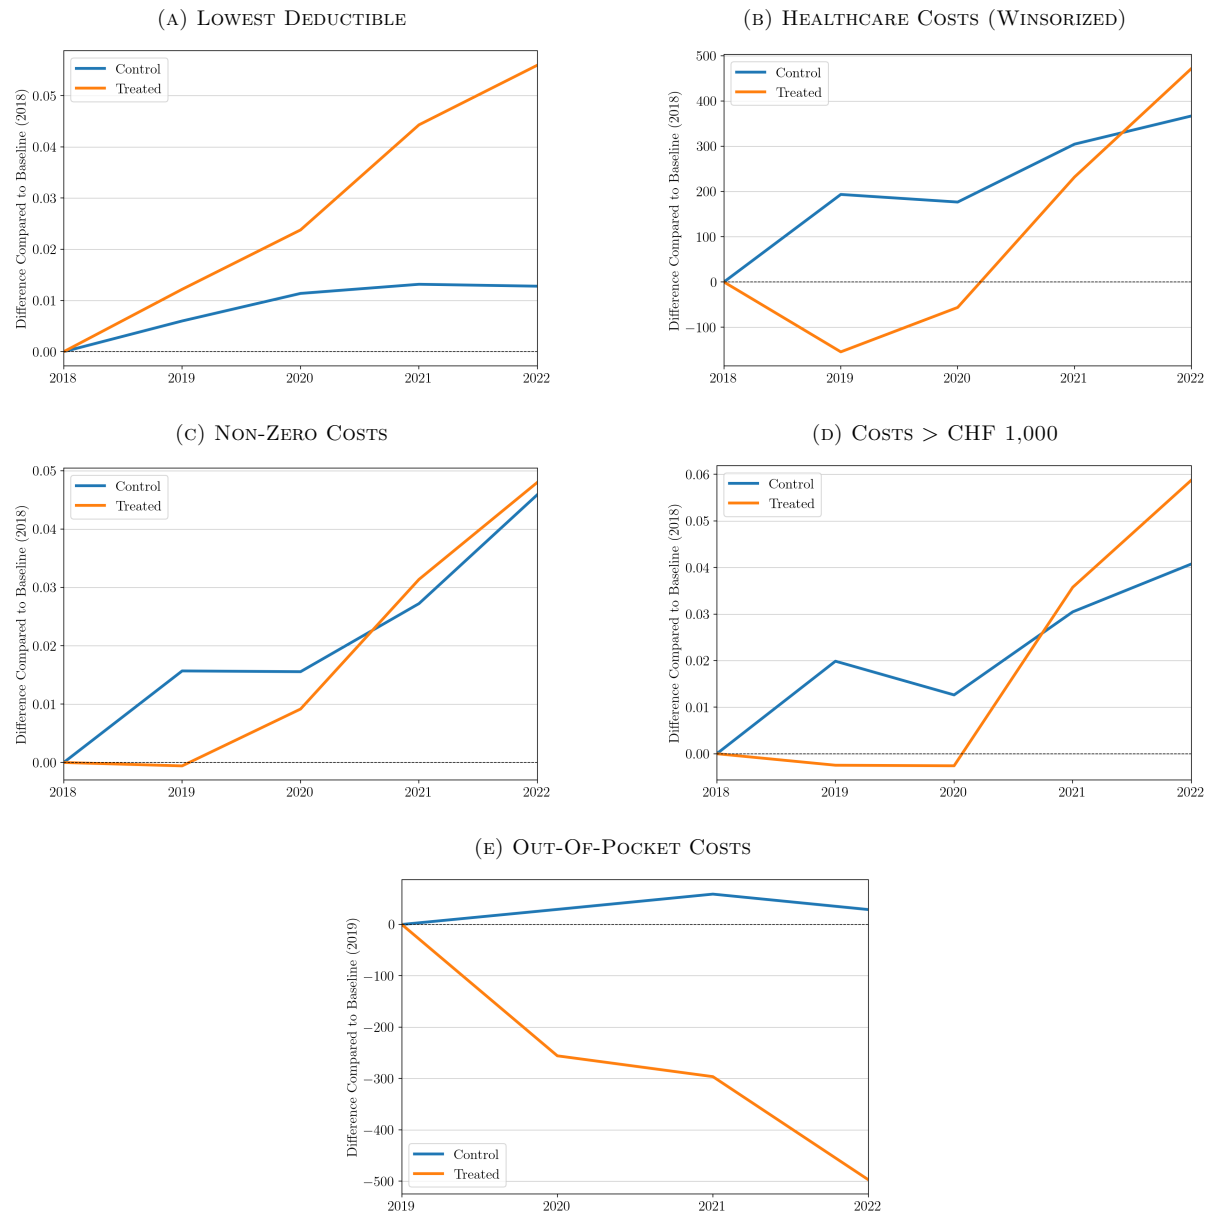 (A) Lowest Deductible
Difference Compared to Baseline (2018)
0.05
0.04
0.03
0.02
0.01
0.00
Control
Treated
2018 2019 2020 2021 2022
(B) Healthcare Costs (Winsorized)
Difference Compared to Baseline (2018)
500
400
300
200
100
0
−100
Control
Treated
2018 2019 2020 2021 2022
(C) Non-Zero Costs
Difference Compared to Baseline (2018)
0.05
0.04
0.03
0.02
0.01
0.00
Control
Treated
2018 2019 2020 2021 2022
(D) Costs > CHF 1,000
Difference Compared to Baseline (2018)
0.06
0.05
0.04
0.03
0.02
0.01
0.00
Control
Treated
2018 2019 2020 2021 2022
(E) Out-Of-Pocket Costs
Difference Compared to Baseline (2019)
0
−100
−200
−300
−400
−500
Control
Treated
2019 2020 2021 2022